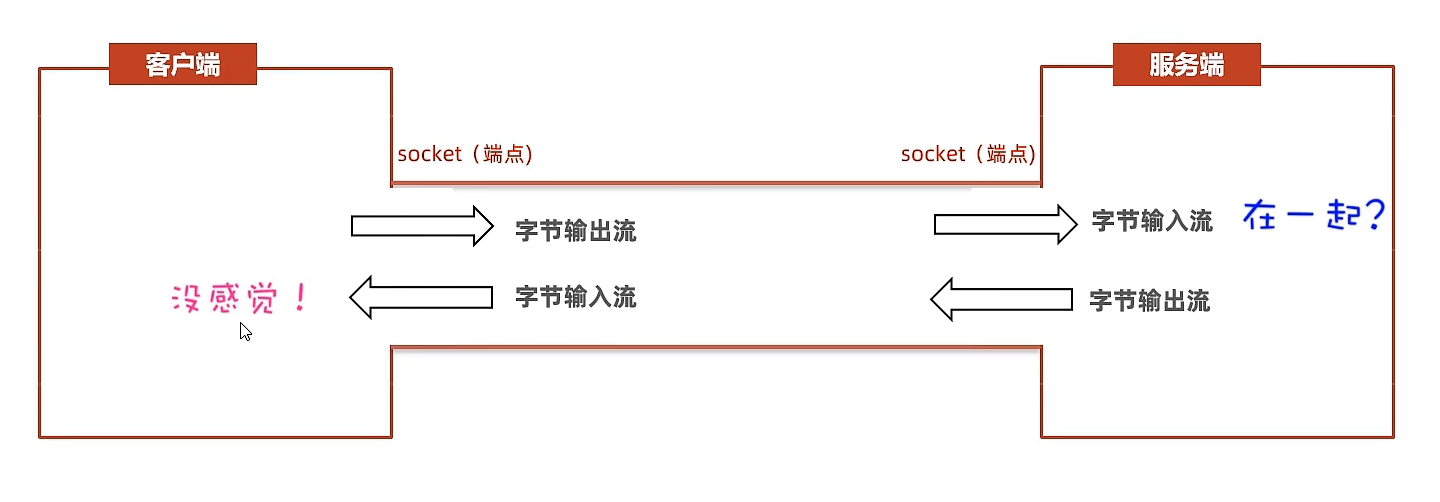 客户端
服务端
socket（端点）
socket（端点）
字节输出流
字节输入流
在一起?
没感觉！
字节输入流
字节输出流